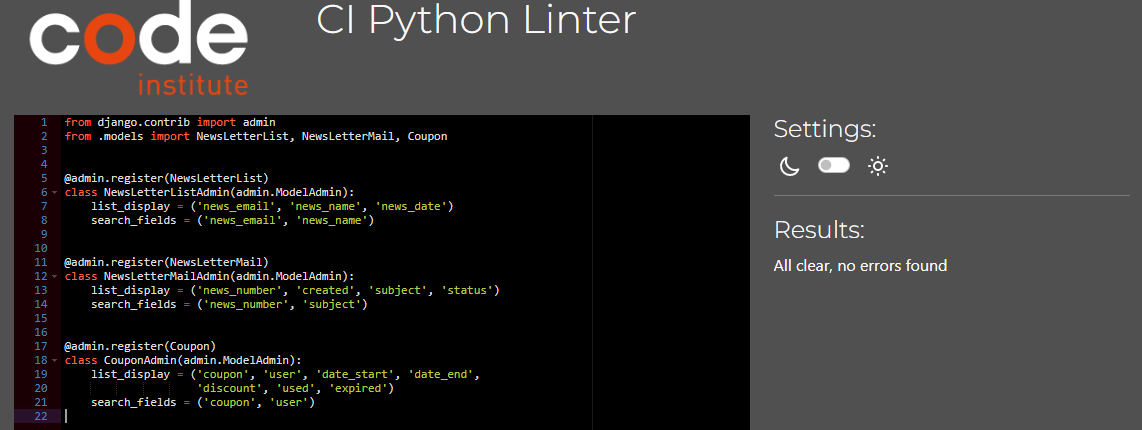 code
institute
CI Python Linter
1 from django.contrib import admin
2 from .models import NewsLetterList, NewsLetterMail, Coupon
3
4
5 @admin.register(NewsLetterList)
6 class NewsLetterListAdmin(admin.ModelAdmin):
7     list_display = ('news_email', 'news_name', 'news_date')
8     search_fields = ('news_email', 'news_name')
9
10
11 @admin.register(NewsLetterMail)
12 class NewsLetterMailAdmin(admin.ModelAdmin):
13     list_display = ('news_number', 'created', 'subject', 'status')
14     search_fields = ('news_number', 'subject')
15
16
17 @admin.register(Coupon)
18 class CouponAdmin(admin.ModelAdmin):
19     list_display = ('coupon', 'user', 'date_start', 'date_end',
20                     'discount', 'used', 'expired')
21     search_fields = ('coupon', 'user')
22
Settings:
Results:
All clear, no errors found